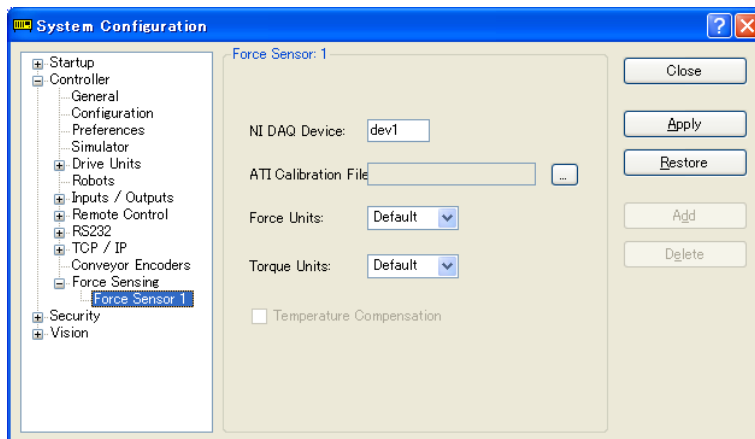 System Configuration
Startup
Controller
General
Configuration
Preferences
Simulator
Drive Units
Robots
Inputs / Outputs
Remote Control
RS232
TCP / IP
Conveyor Encoders
Force Sensing
Force Sensor 1
Security
Vision
Force Sensor: 1
NI DAQ Device: dev1
ATI Calibration File
...
Force Units: Default
Torque Units: Default
Temperature Compensation
Close
Apply
Restore
Add
Delete